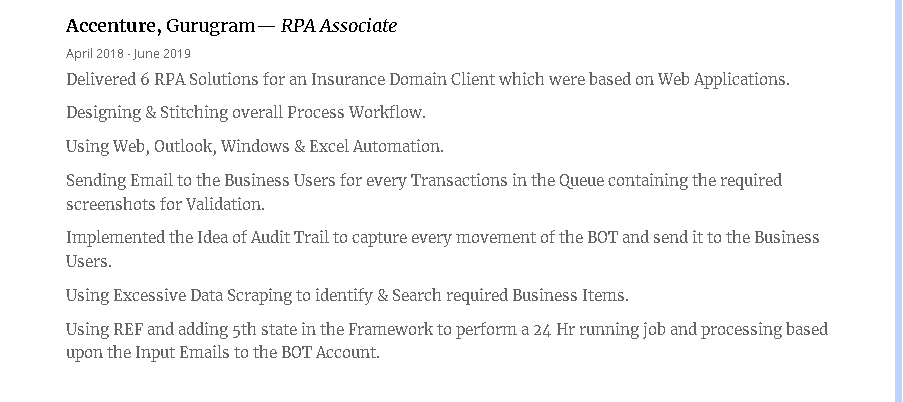 Accenture, Gurugram— RPA Associate
April 2018 - June 2019
Delivered 6 RPA Solutions for an Insurance Domain Client which were based on Web Applications.
Designing & Stitching overall Process Workflow.
Using Web, Outlook, Windows & Excel Automation.
Sending Email to the Business Users for every Transactions in the Queue containing the required
screenshots for Validation.
Implemented the Idea of Audit Trail to capture every movement of the BOT and send it to the Business
Users.
Using Excessive Data Scraping to identify & Search required Business Items.
Using REF and adding 5th state in the Framework to perform a 24 Hr running job and processing based
upon the Input Emails to the BOT Account.